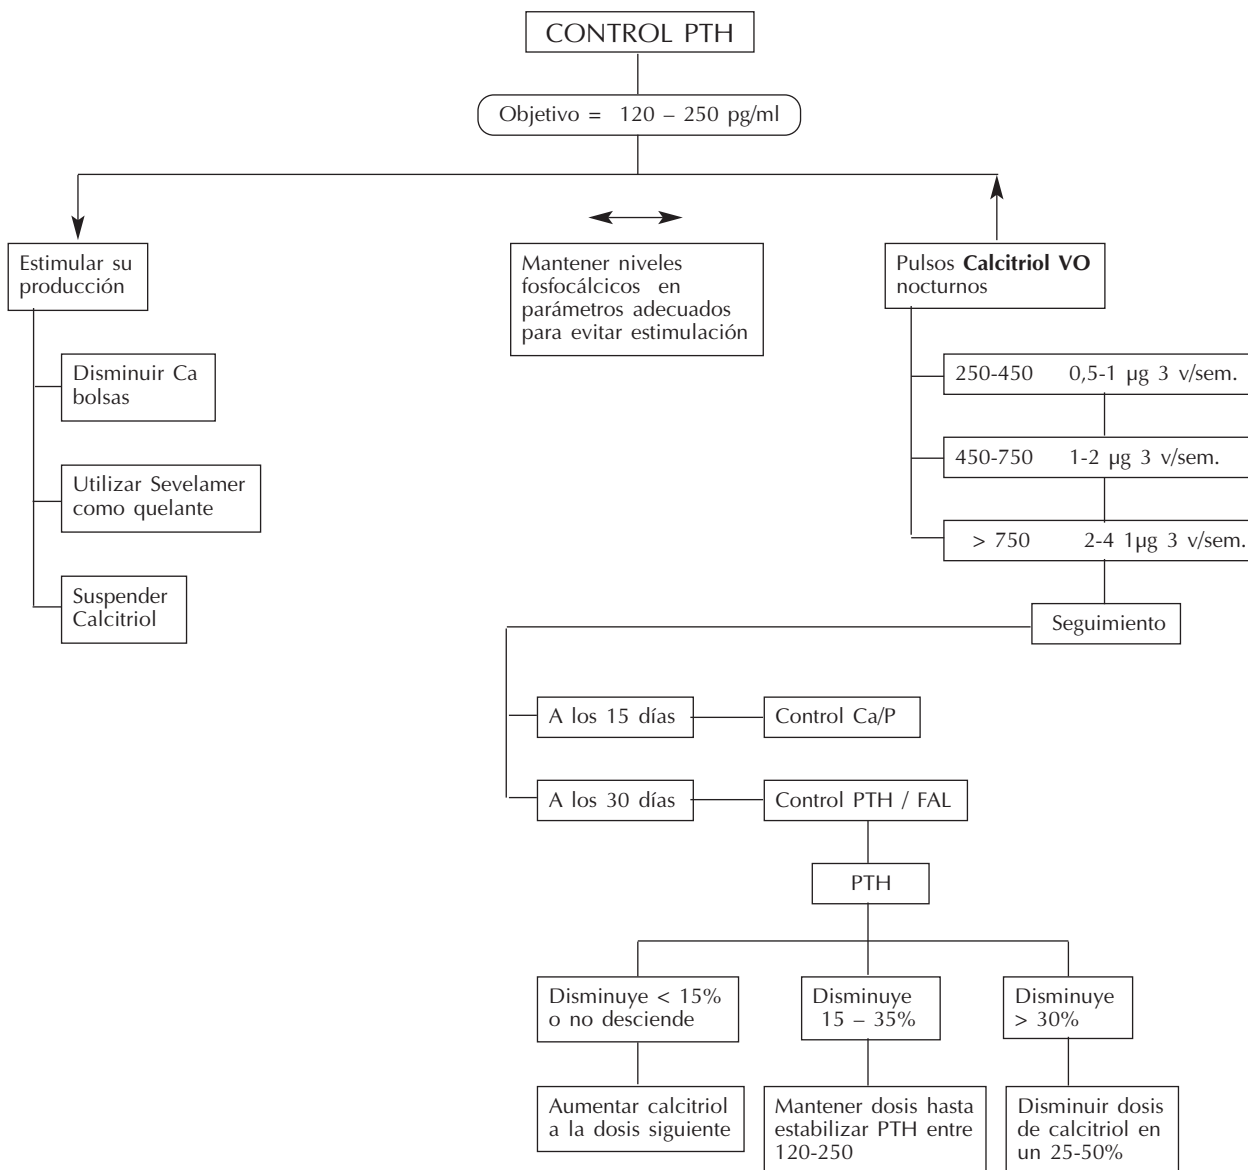 CONTROL PTH
Objetivo = 120 – 250 pg/ml
Estimular su
producción
Disminuir Ca
bolsas
Utilizar Sevelamer
como quelante
Suspender
Calcitriol
Mantener niveles
fosfocálcicos en
parámetros adecuados
para evitar estimulación
Pulsos Calcitriol VO
nocturnos
250-450 0,5-1 µg 3 v/sem.
450-750 1-2 µg 3 v/sem.
> 750 2-4 1µg 3 v/sem.
Seguimiento
A los 15 días
Control Ca/P
A los 30 días
Control PTH / FAL
PTH
Disminuye < 15%
o no desciende
Aumentar calcitriol
a la dosis siguiente
Disminuye
15 – 35%
Mantener dosis hasta
estabilizar PTH entre
120-250
Disminuye
> 30%
Disminuir dosis
de calcitriol en
un 25-50%